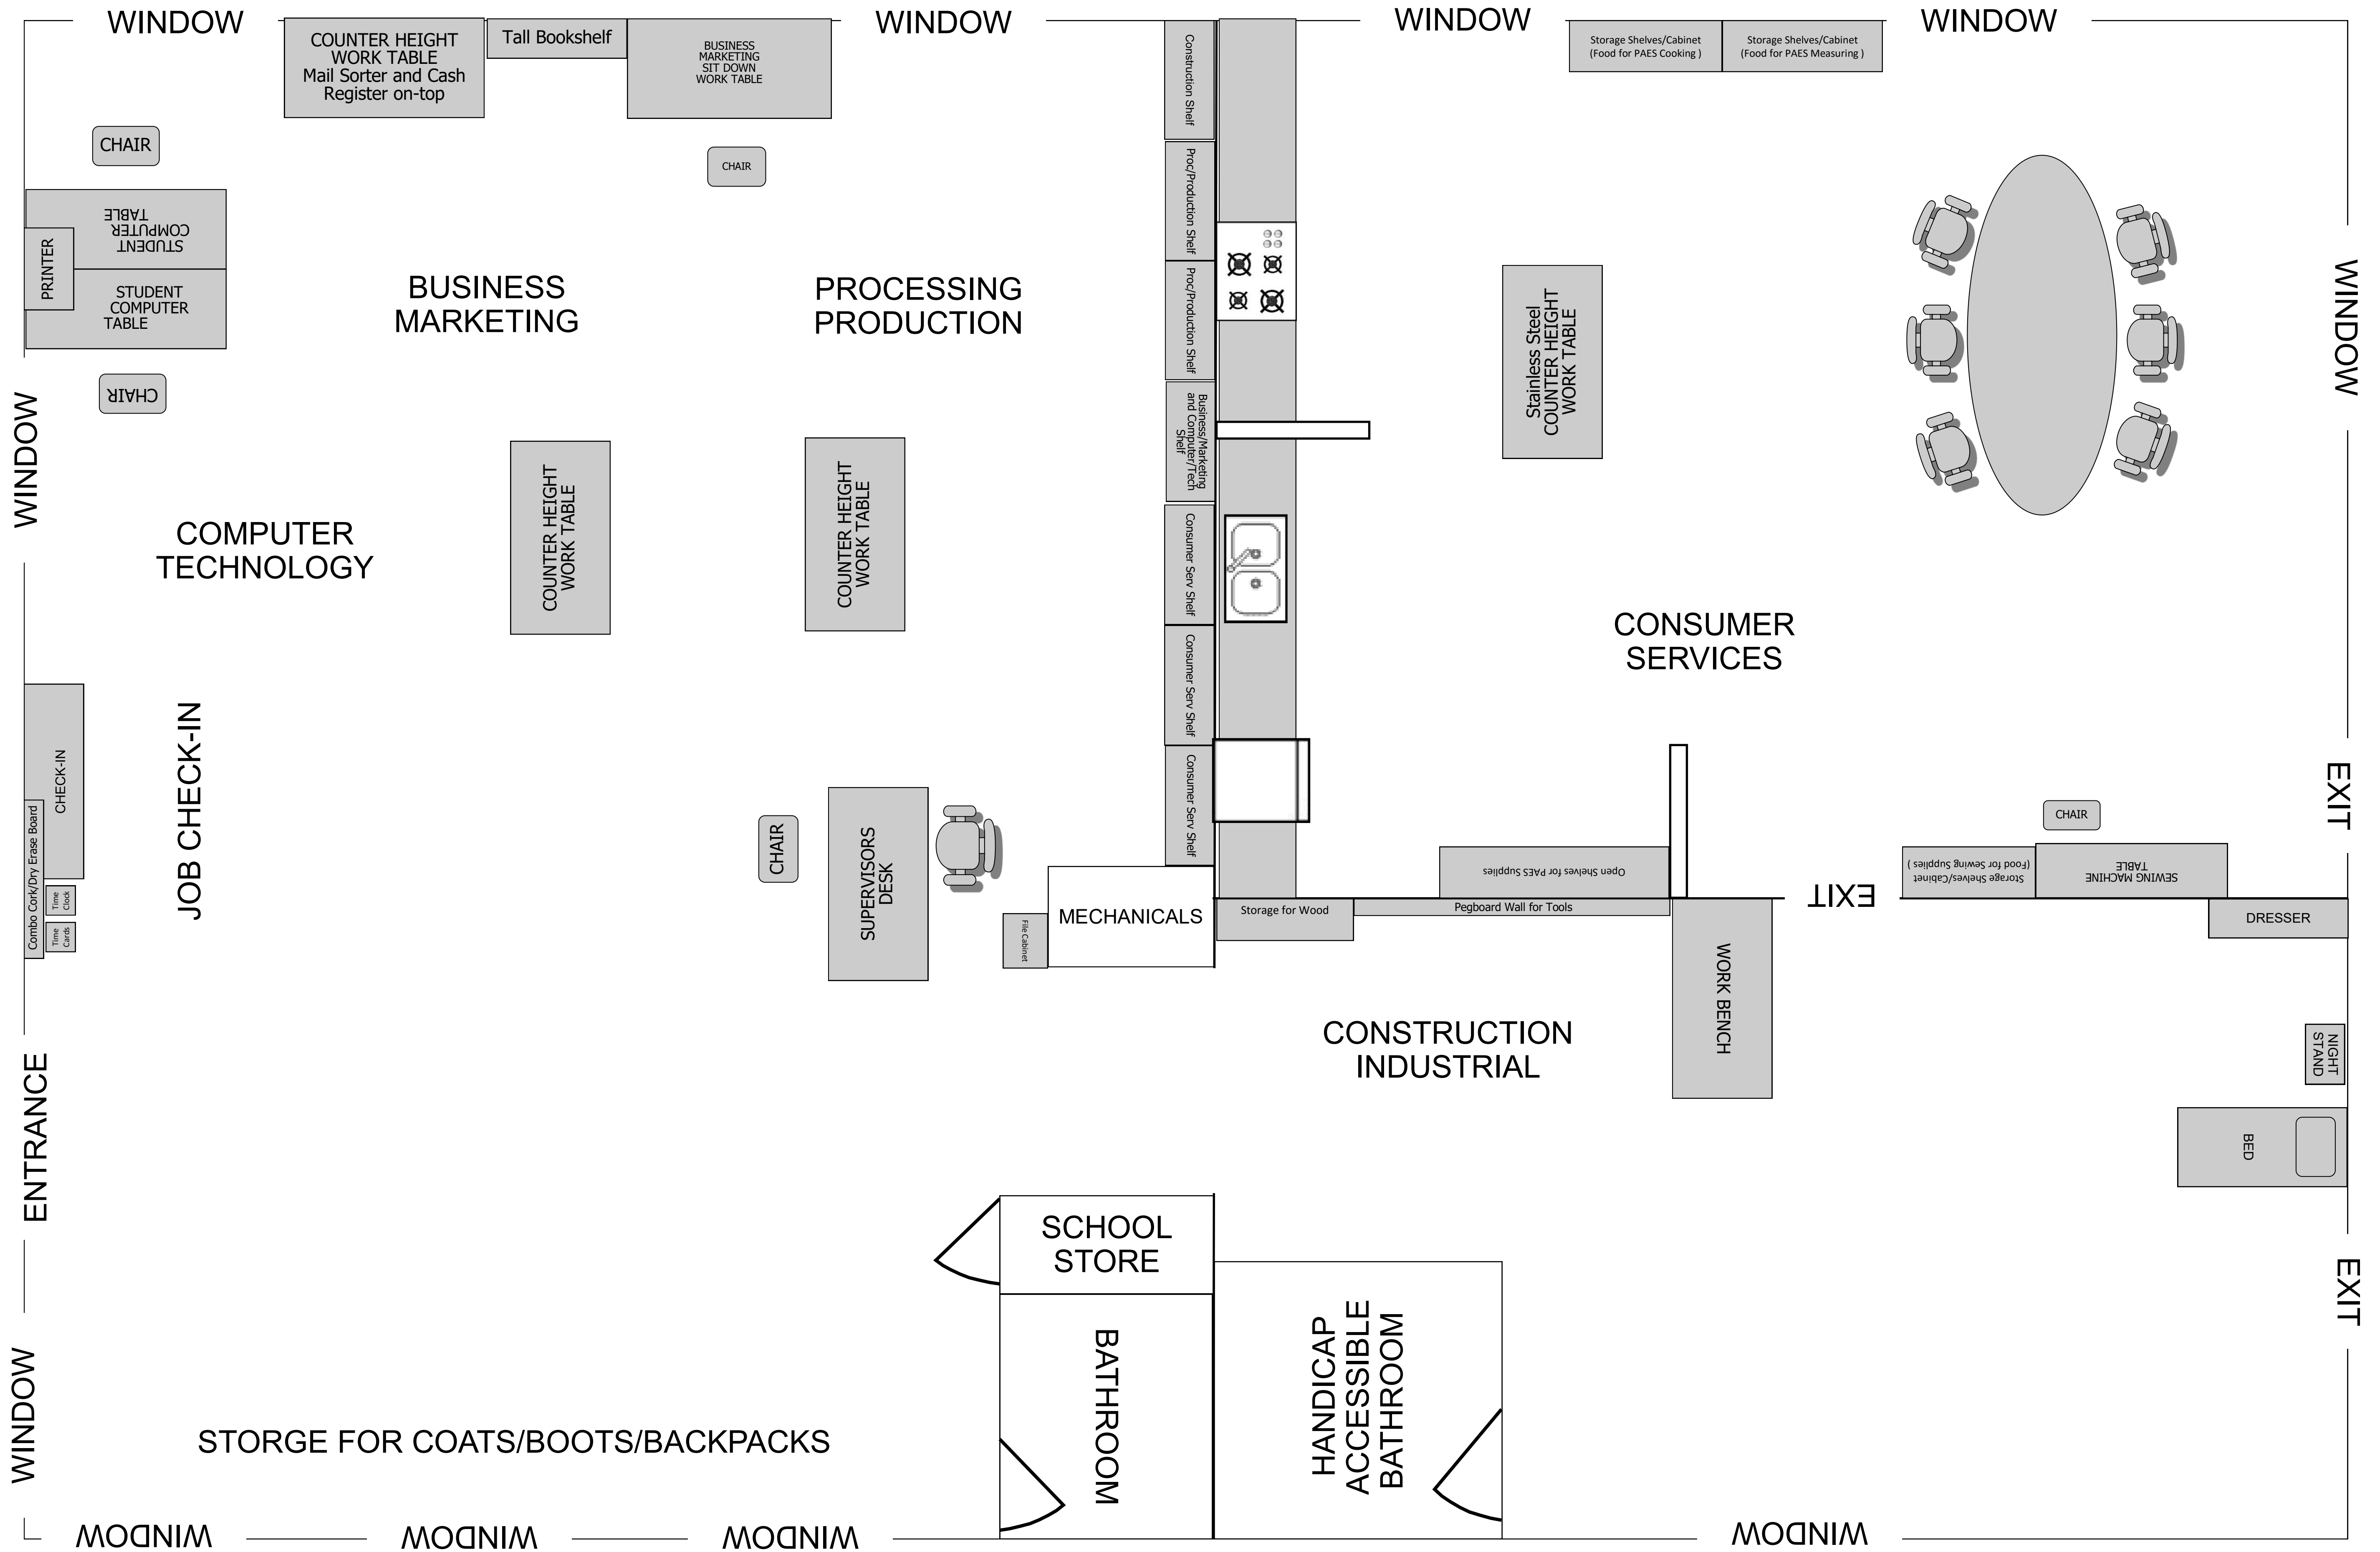 WINDOW
WINDOW
WINDOW
WINDOW
COUNTER HEIGHT
WORK TABLE
Mail Sorter and Cash
Register on-top
Tall Bookshelf
BUSINESS
MARKETING
SIT DOWN
WORK TABLE
Storage Shelves/Cabinet
(Food for PAES Cooking )
Storage Shelves/Cabinet
(Food for PAES Measuring )
CHAIR
CHAIR
STUDENT
COMPUTER
TABLE
PRINTER
STUDENT
COMPUTER
TABLE
CHAIR
WINDOW
BUSINESS
MARKETING
PROCESSING
PRODUCTION
Construction Shelf
Proc/Production Shelf
Proc/Production Shelf
Business/Marketing
and Computer/Tech
Shelf
Consumer Serv Shelf
Consumer Serv Shelf
Consumer Serv Shelf
Stainless Steel
COUNTER HEIGHT
WORK TABLE
WINDOW
COMPUTER
TECHNOLOGY
COUNTER HEIGHT
WORK TABLE
COUNTER HEIGHT
WORK TABLE
CONSUMER
SERVICES
CHECK-IN
Combo Cork/Dry Erase Board
Time
Clock
Time
Cards
JOB CHECK-IN
CHAIR
SUPERVISORS
DESK
File Cabinet
MECHANICALS
Open Shelves for PAES Supplies
Storage for Wood
Pegboard Wall for Tools
WORK BENCH
EXIT
CHAIR
Storage Shelves/Cabinet
(Food for Sewing Supplies )
SEWING MACHINE
TABLE
EXIT
DRESSER
NIGHT
STAND
BED
CONSTRUCTION
INDUSTRIAL
ENTRANCE
SCHOOL
STORE
BATHROOM
HANDICAP
ACCESSIBLE
BATHROOM
EXIT
WINDOW
STORGE FOR COATS/BOOTS/BACKPACKS
WINDOW
WINDOW
WINDOW
WINDOW